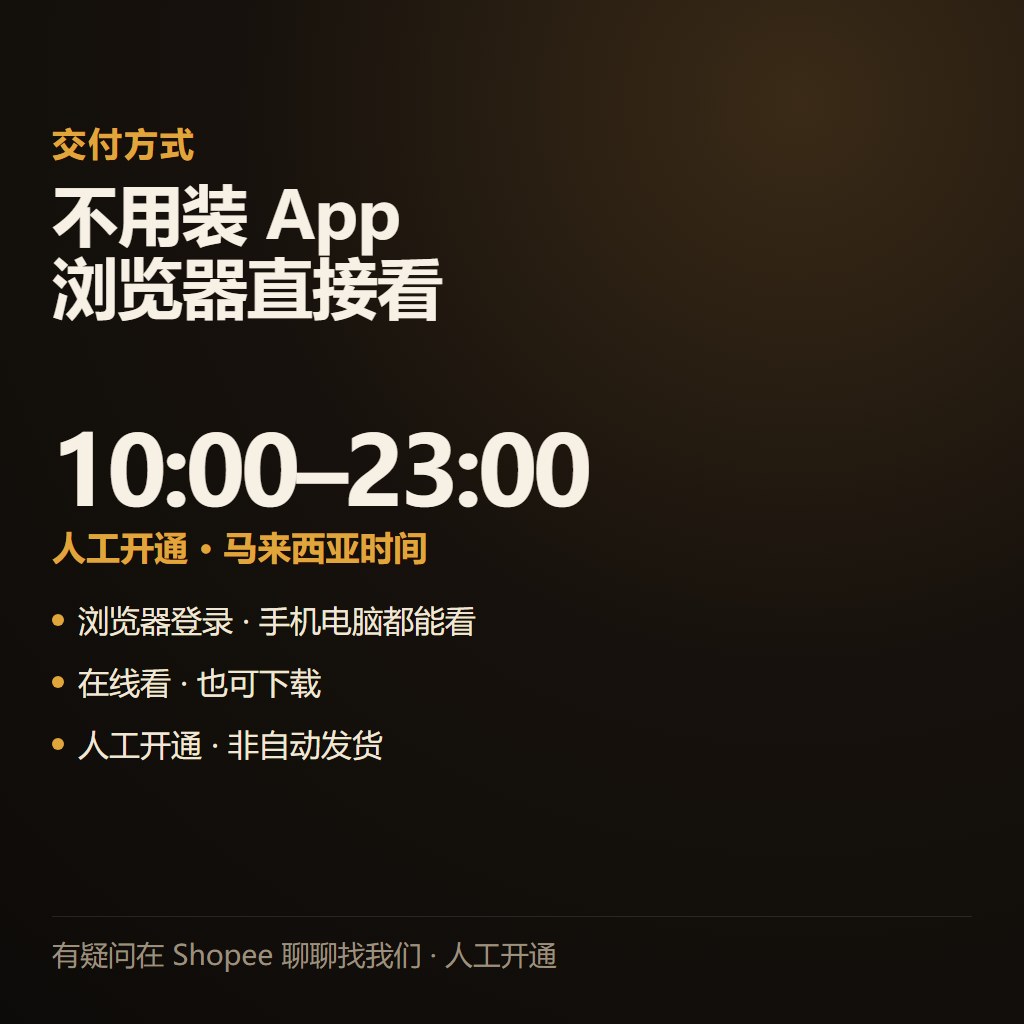 交付方式
不用装 App
浏览器直接看
10:00–23:00
人工开通 · 马来西亚时间
浏览器登录 · 手机电脑都能看
在线看 · 也可下载
人工开通 · 非自动发货
有疑问在 Shopee 聊聊找我们 · 人工开通